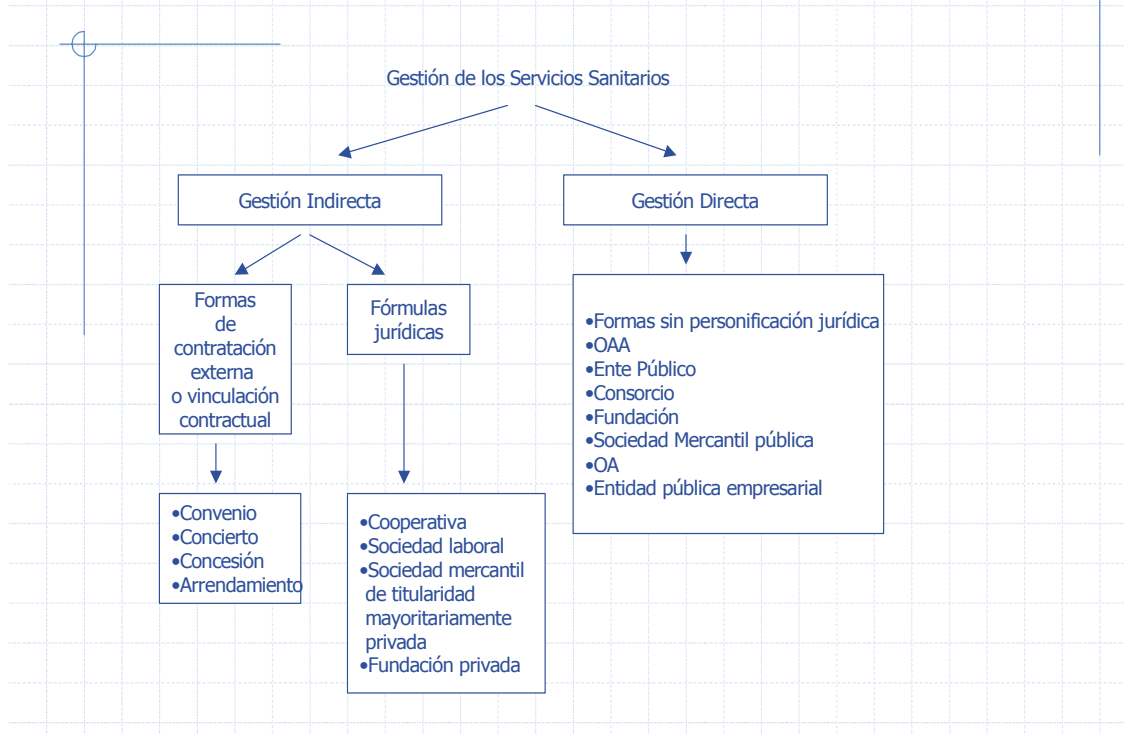 Gestión de los Servicios Sanitarios
Gestión Indirecta
Gestión Directa
Formas
de
contratación
externa
o vinculación
contractual
Fórmulas
jurídicas
•Formas sin personificación jurídica
•OAA
•Ente Público
•Consorcio
•Fundación
•Sociedad Mercantil pública
•OA
•Entidad pública empresarial
•Convenio
•Concierto
•Concesión
•Arrendamiento
•Cooperativa
•Sociedad laboral
•Sociedad mercantil
de titularidad
mayoritariamente
privada
•Fundación privada